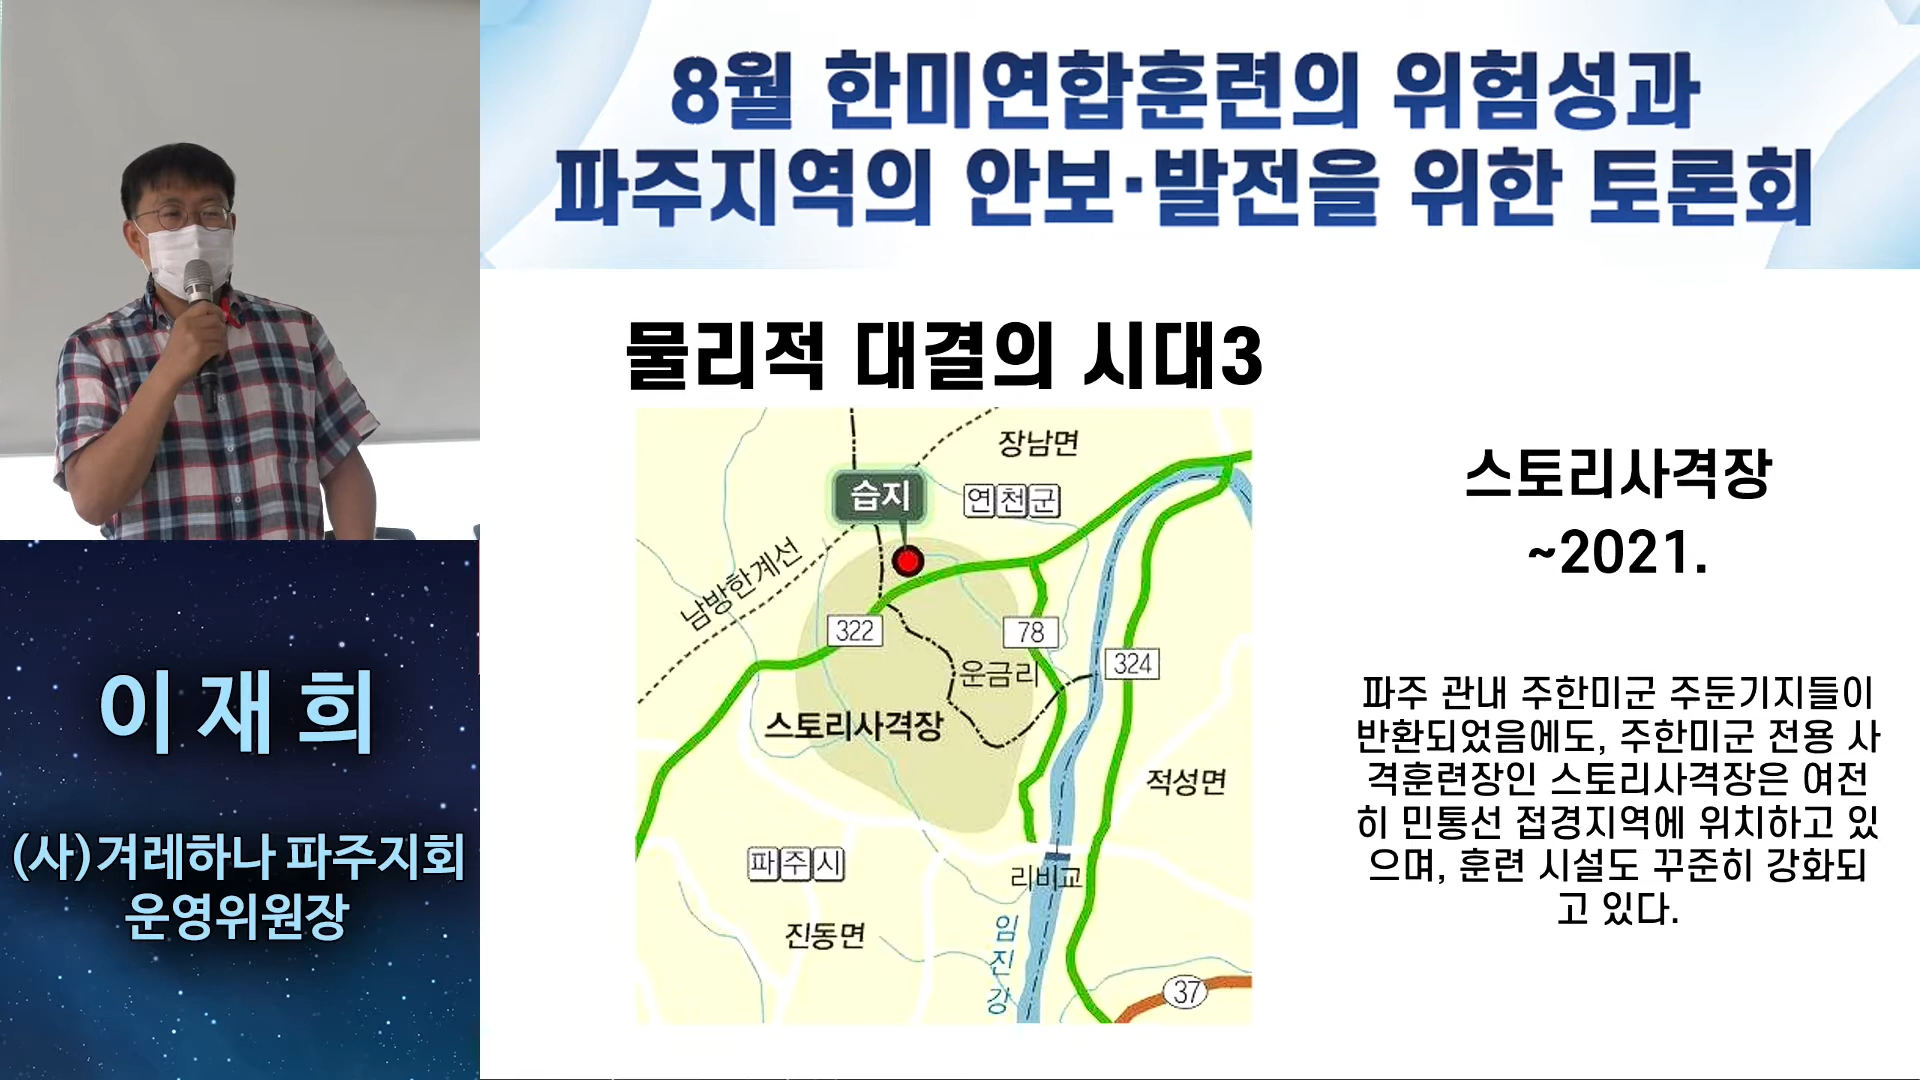 8월 한미연합훈련의 위험성과
파주지역의 안보·발전을 위한 토론회
물리적 대결의 시대3
장남면
습지
연천군
남방한계선
322
78
324
운금리
스토리사격장
적성면
파주시
리비교
진동면
임진강
37
스토리사격장
~2021.
파주 관내 주한미군 주둔기지들이
반환되었음에도, 주한미군 전용 사
격훈련장인 스토리사격장은 여전
히 민통선 접경지역에 위치하고 있
으며, 훈련 시설도 꾸준히 강화되
고 있다.
이재희
(사)겨레하나 파주지회
운영위원장